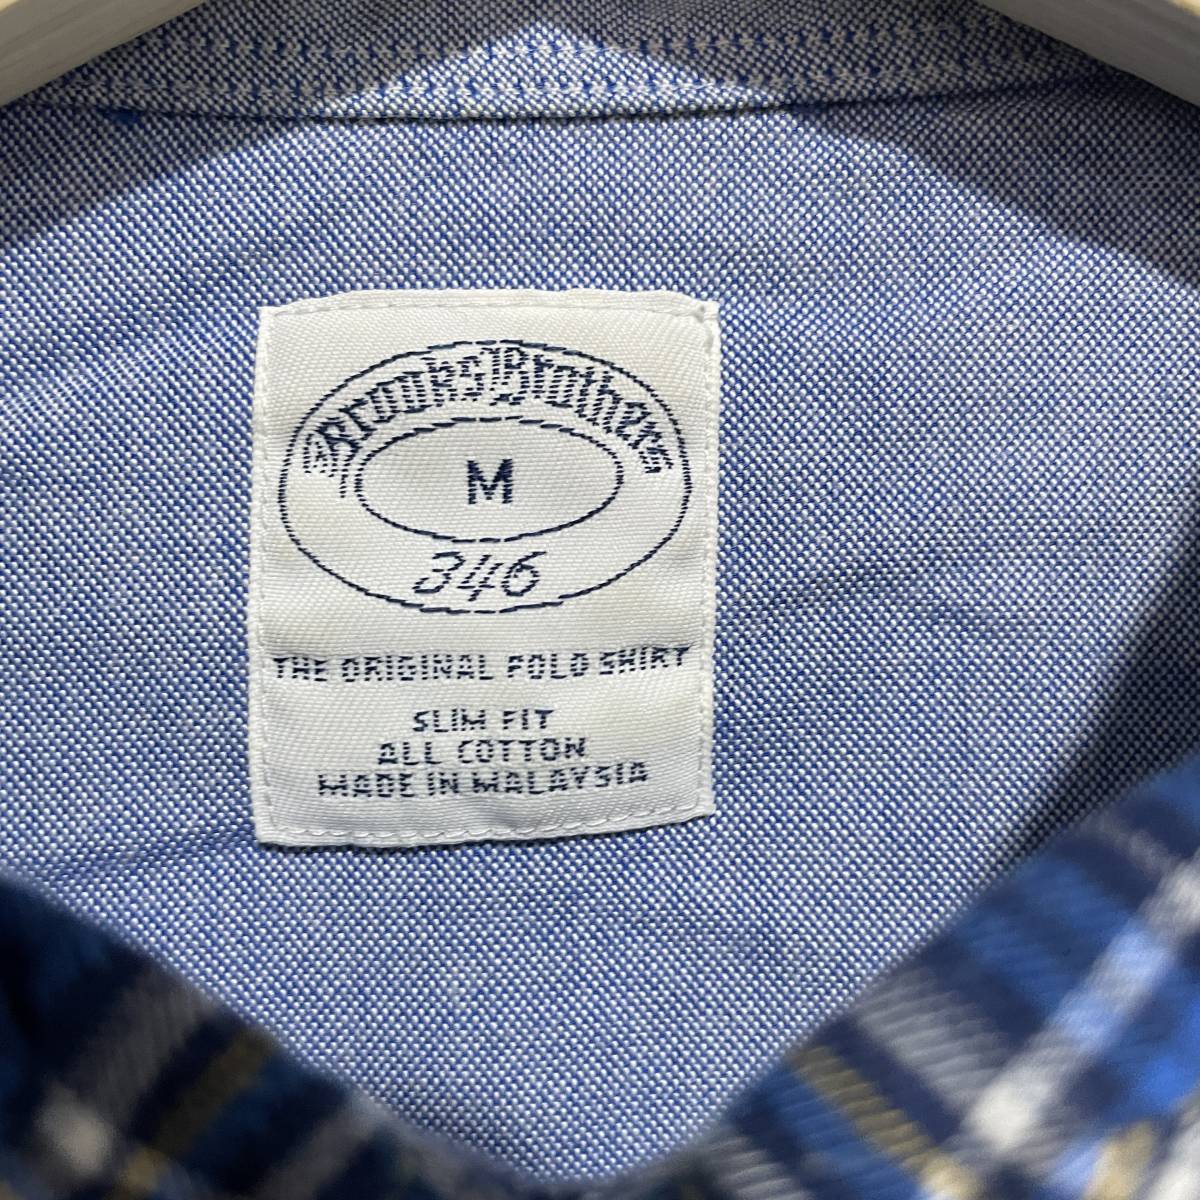 Brooks Brothers
M
346
THE ORIGINAL POLO SHIRT
SLIM FIT
ALL COTTON
MADE IN MALAYSIA